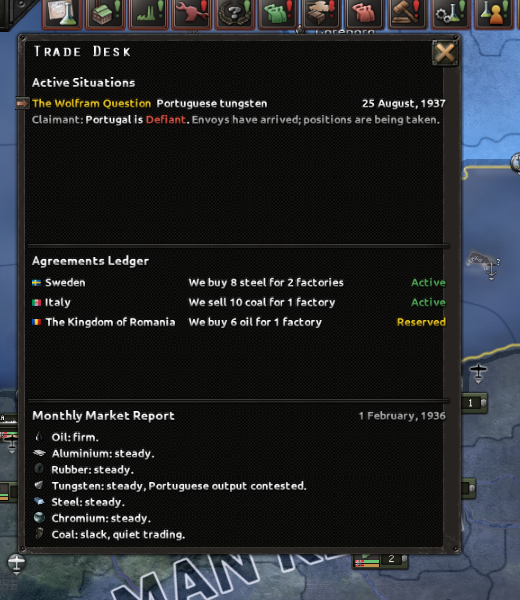 Goteborg
TRADE DESK
Active Situations
The Wolfram Question Portuguese tungsten 25 August, 1937
Claimant: Portugal is Defiant. Envoys have arrived; positions are being taken.
Agreements Ledger
Sweden We buy 8 steel for 2 factories Active
Italy We sell 10 coal for 1 factory Active
The Kingdom of Romania We buy 6 oil for 1 factory Reserved
1
Monthly Market Report 1 February, 1936
Oil: firm.
Aluminium: steady.
Rubber: steady.
Tungsten: steady, Portuguese output contested.
Steel: steady.
Chromium: steady.
Coal: slack, quiet trading.
2
MAN RE